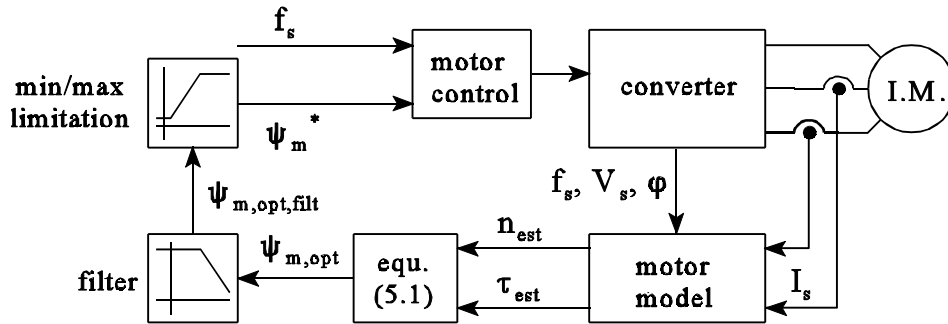 f_s
min/max
limitation
ψ_m^*
motor
control
converter
I.M.
ψ_m,opt,filt
f_s, V_s, φ
n_est
ψ_m,opt
filter
equ.
(5.1)
τ_est
motor
model
I_s